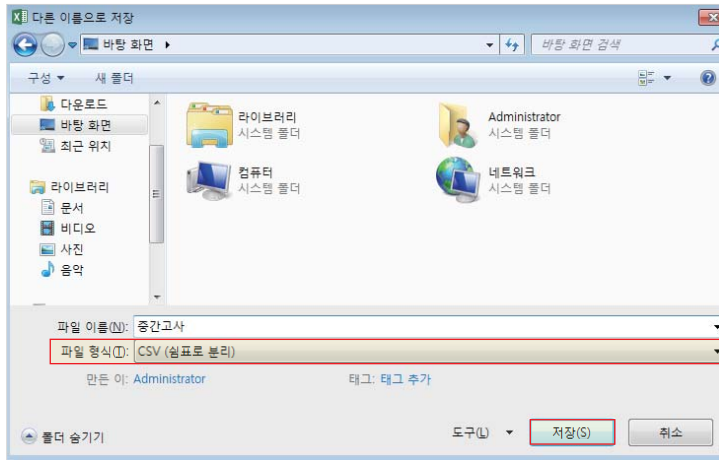 다른 이름으로 저장
바탕 화면
바탕 화면 검색
구성 새 폴더
다운로드
바탕 화면
최근 위치
라이브러리
문서
비디오
사진
음악
라이브러리
시스템 폴더
Administrator
시스템 폴더
컴퓨터
시스템 폴더
네트워크
시스템 폴더
파일 이름(N): 중간고사
파일 형식(T): CSV (쉼표로 분리)
만든 이: Administrator 태그: 태그 추가
폴더 숨기기 도구(L) 저장(S) 취소